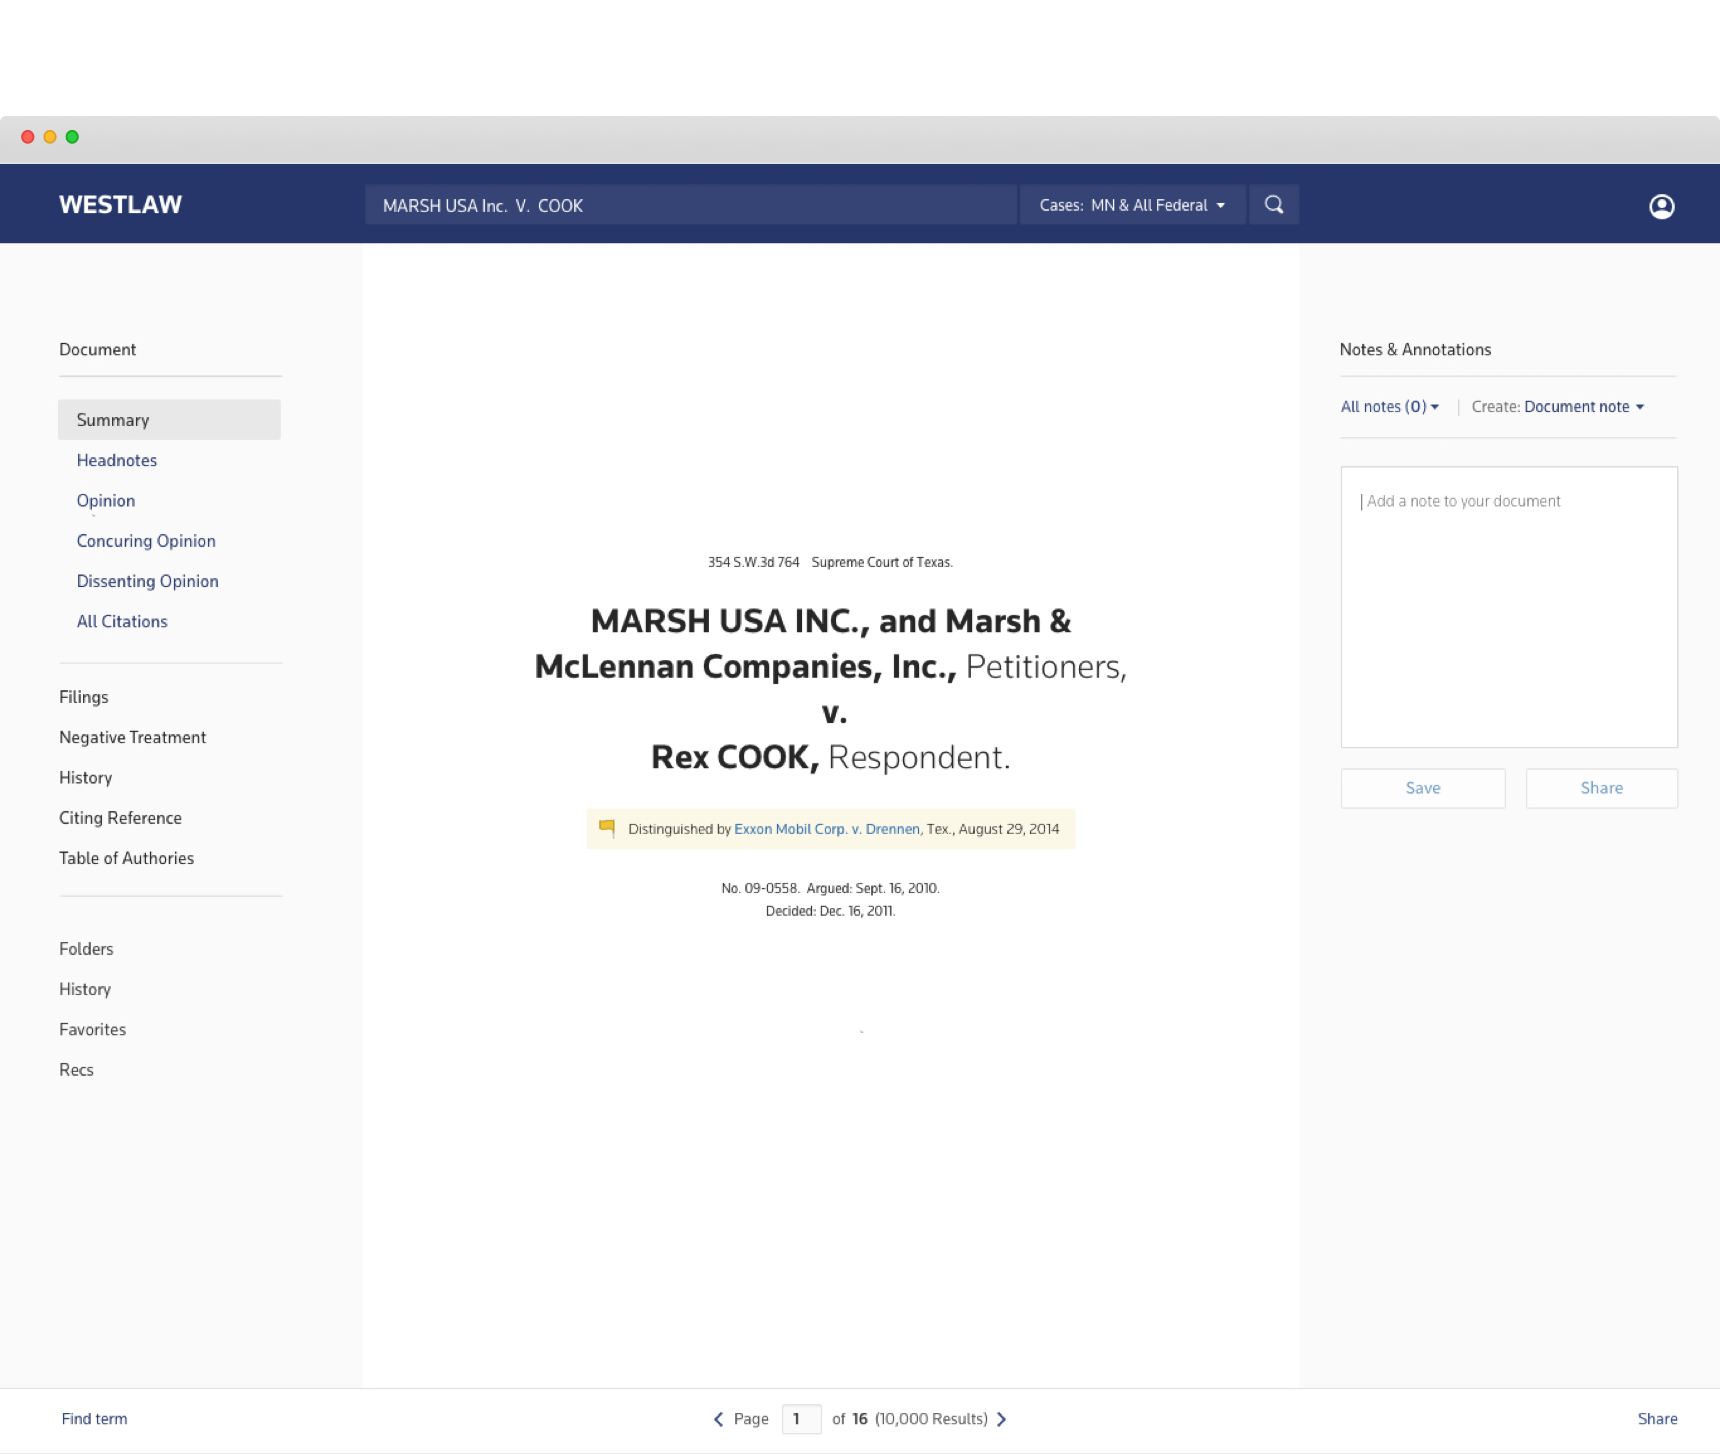 WESTLAW
MARSH USA Inc. V. COOK
Cases: MN & All Federal
Document
Summary
Headnotes
Opinion
Concuring Opinion
Dissenting Opinion
All Citations
Filings
Negative Treatment
History
Citing Reference
Table of Authories
Folders
History
Favorites
Recs
354 S.W.3d 764 Supreme Court of Texas.
MARSH USA INC., and Marsh &
McLennan Companies, Inc., Petitioners,
v.
Rex COOK, Respondent.
Distinguished by Exxon Mobil Corp. v. Drennen, Tex., August 29, 2014
No. 09-0558. Argued: Sept. 16, 2010.
Decided: Dec. 16, 2011.
Notes & Annotations
All notes (0) | Create: Document note
Add a note to your document
Save
Share
Find term
Page 1 of 16 (10,000 Results)
Share